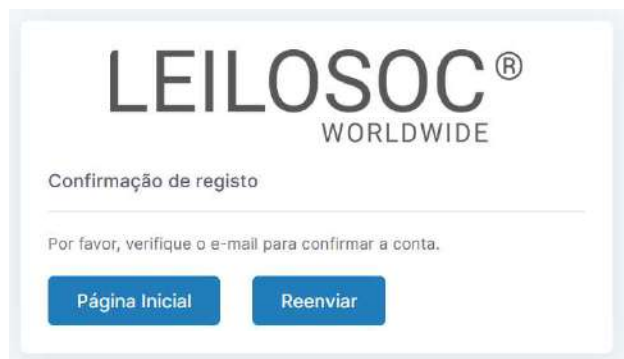 LEILOSOC®
WORLDWIDE
Confirmação de registo
Por favor, verifique o e-mail para confirmar a conta.
Página Inicial
Reenviar